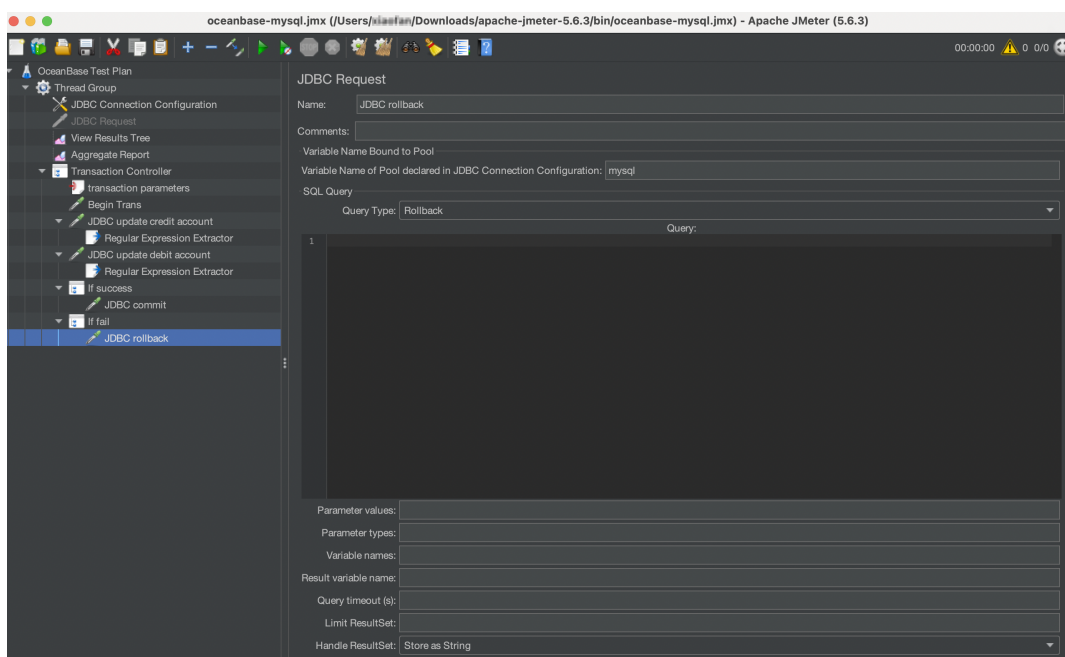 oceanbase-mysql.jmx (/Users/ /Downloads/apache-jmeter-5.6.3/bin/oceanbase-mysql.jmx) - Apache JMeter (5.6.3)
00:00:00 0 0/0
OceanBase Test Plan
Thread Group
JDBC Connection Configuration
JDBC Request
View Results Tree
Aggregate Report
Transaction Controller
transaction parameters
Begin Trans
JDBC update credit account
Regular Expression Extractor
JDBC update debit account
Regular Expression Extractor
If success
JDBC commit
If fail
JDBC rollback
JDBC Request
Name: JDBC rollback
Comments:
Variable Name Bound to Pool
Variable Name of Pool declared in JDBC Connection Configuration: mysql
SQL Query
Query Type: Rollback
Query:
1
Parameter values:
Parameter types:
Variable names:
Result variable name:
Query timeout (s):
Limit ResultSet:
Handle ResultSet: Store as String